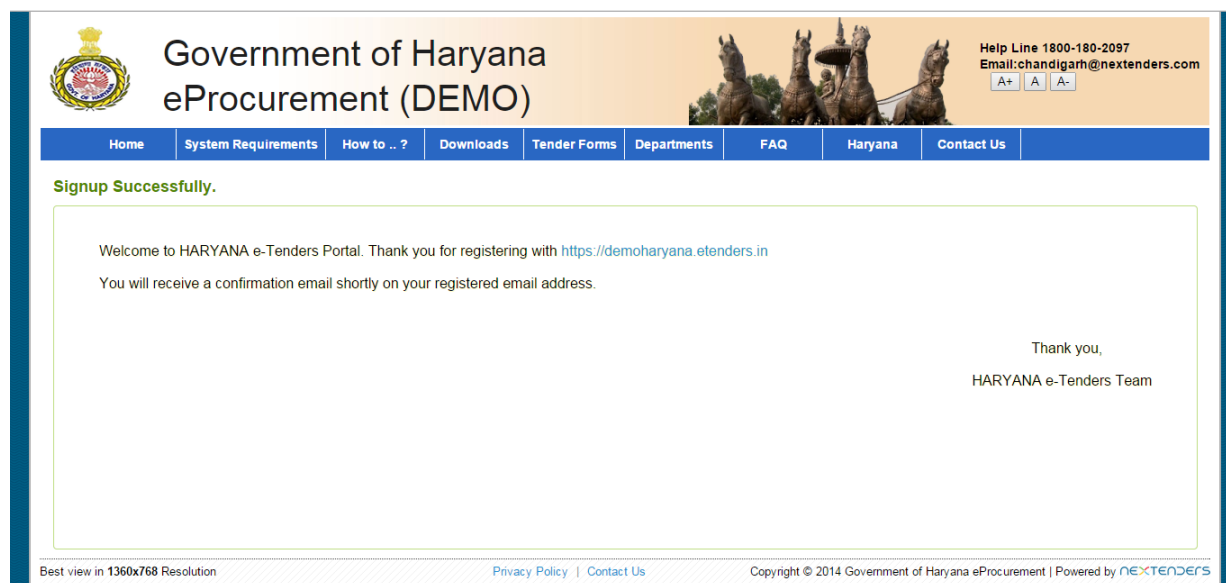 Government of Haryana
eProcurement (DEMO)
Help Line 1800-180-2097
Email:chandigarh@nextenders.com
A+ A A-
Home System Requirements How to .. ? Downloads Tender Forms Departments FAQ Haryana Contact Us
Signup Successfully.
Welcome to HARYANA e-Tenders Portal. Thank you for registering with https://demoharyana.etenders.in
You will receive a confirmation email shortly on your registered email address.
Thank you,
HARYANA e-Tenders Team
Best view in 1360x768 Resolution Privacy Policy | Contact Us Copyright © 2014 Government of Haryana eProcurement | Powered by NEXTENDERS